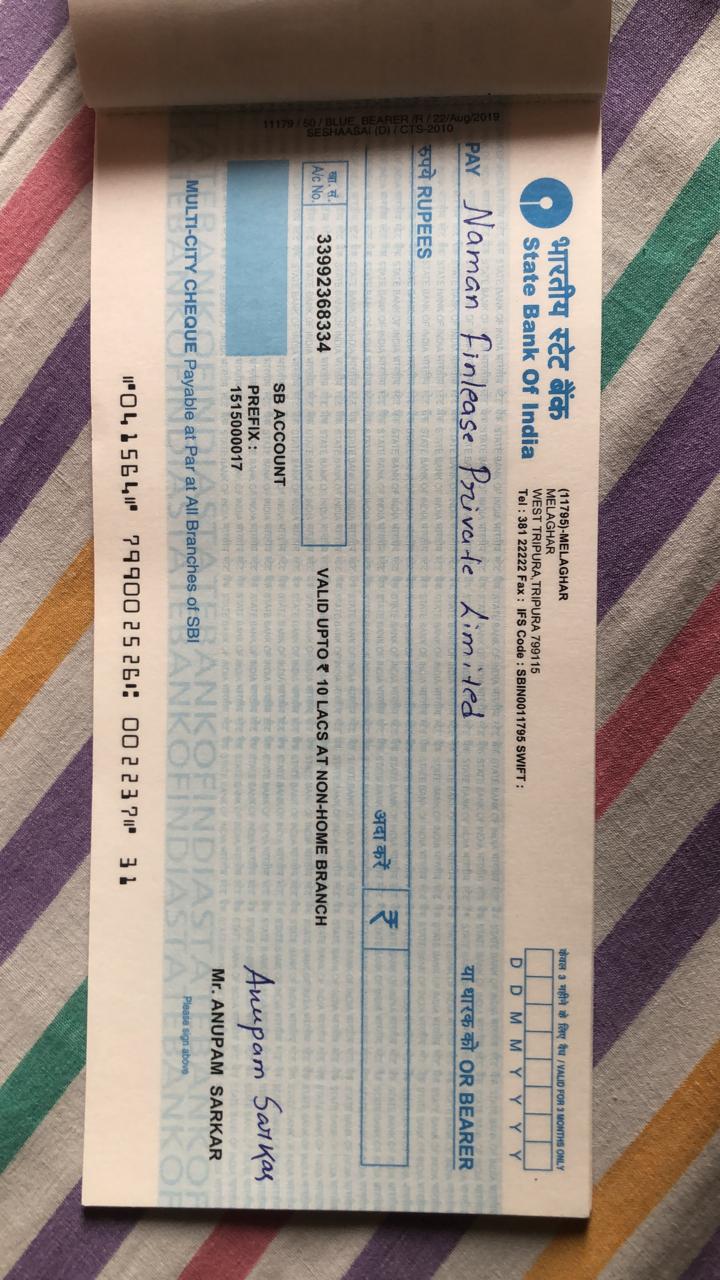 11179 / 50 / BLUE_BEARER /R / 22/Aug/2019
SESHAASAI (D) / CTS-2010
भारतीय स्टेट बैंक
State Bank Of India
(11795)-MELAGHAR
MELAGHAR
WEST TRIPURA,TRIPURA 799115
Tel : 381 22222 Fax : IFS Code : SBIN0011795 SWIFT :
केवल 3 महीने के लिए वैध / VALID FOR 3 MONTHS ONLY
D D M M Y Y Y Y
PAY Naman Finlease Private Limited या धारक को OR BEARER
रुपये RUPEES
अदा करें ₹
खा. सं.
A/c No.
33992368334
VALID UPTO ₹ 10 LACS AT NON-HOME BRANCH
SB ACCOUNT
PREFIX :
1515000017
Anupam Sarkar
Mr. ANUPAM SARKAR
Please sign above
MULTI-CITY CHEQUE Payable at Par at All Branches of SBI
⑈041564⑈ 799002526⑆ 002237⑈ 31